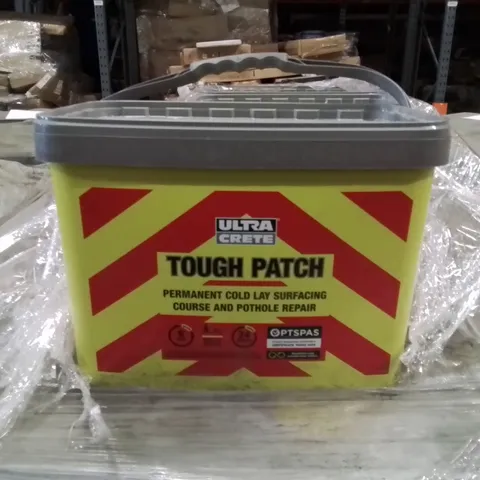 ULTRA
CRETE
TOUGH PATCH
PERMANENT COLD LAY SURFACING
COURSE AND POTHOLE REPAIR
PTSPAS